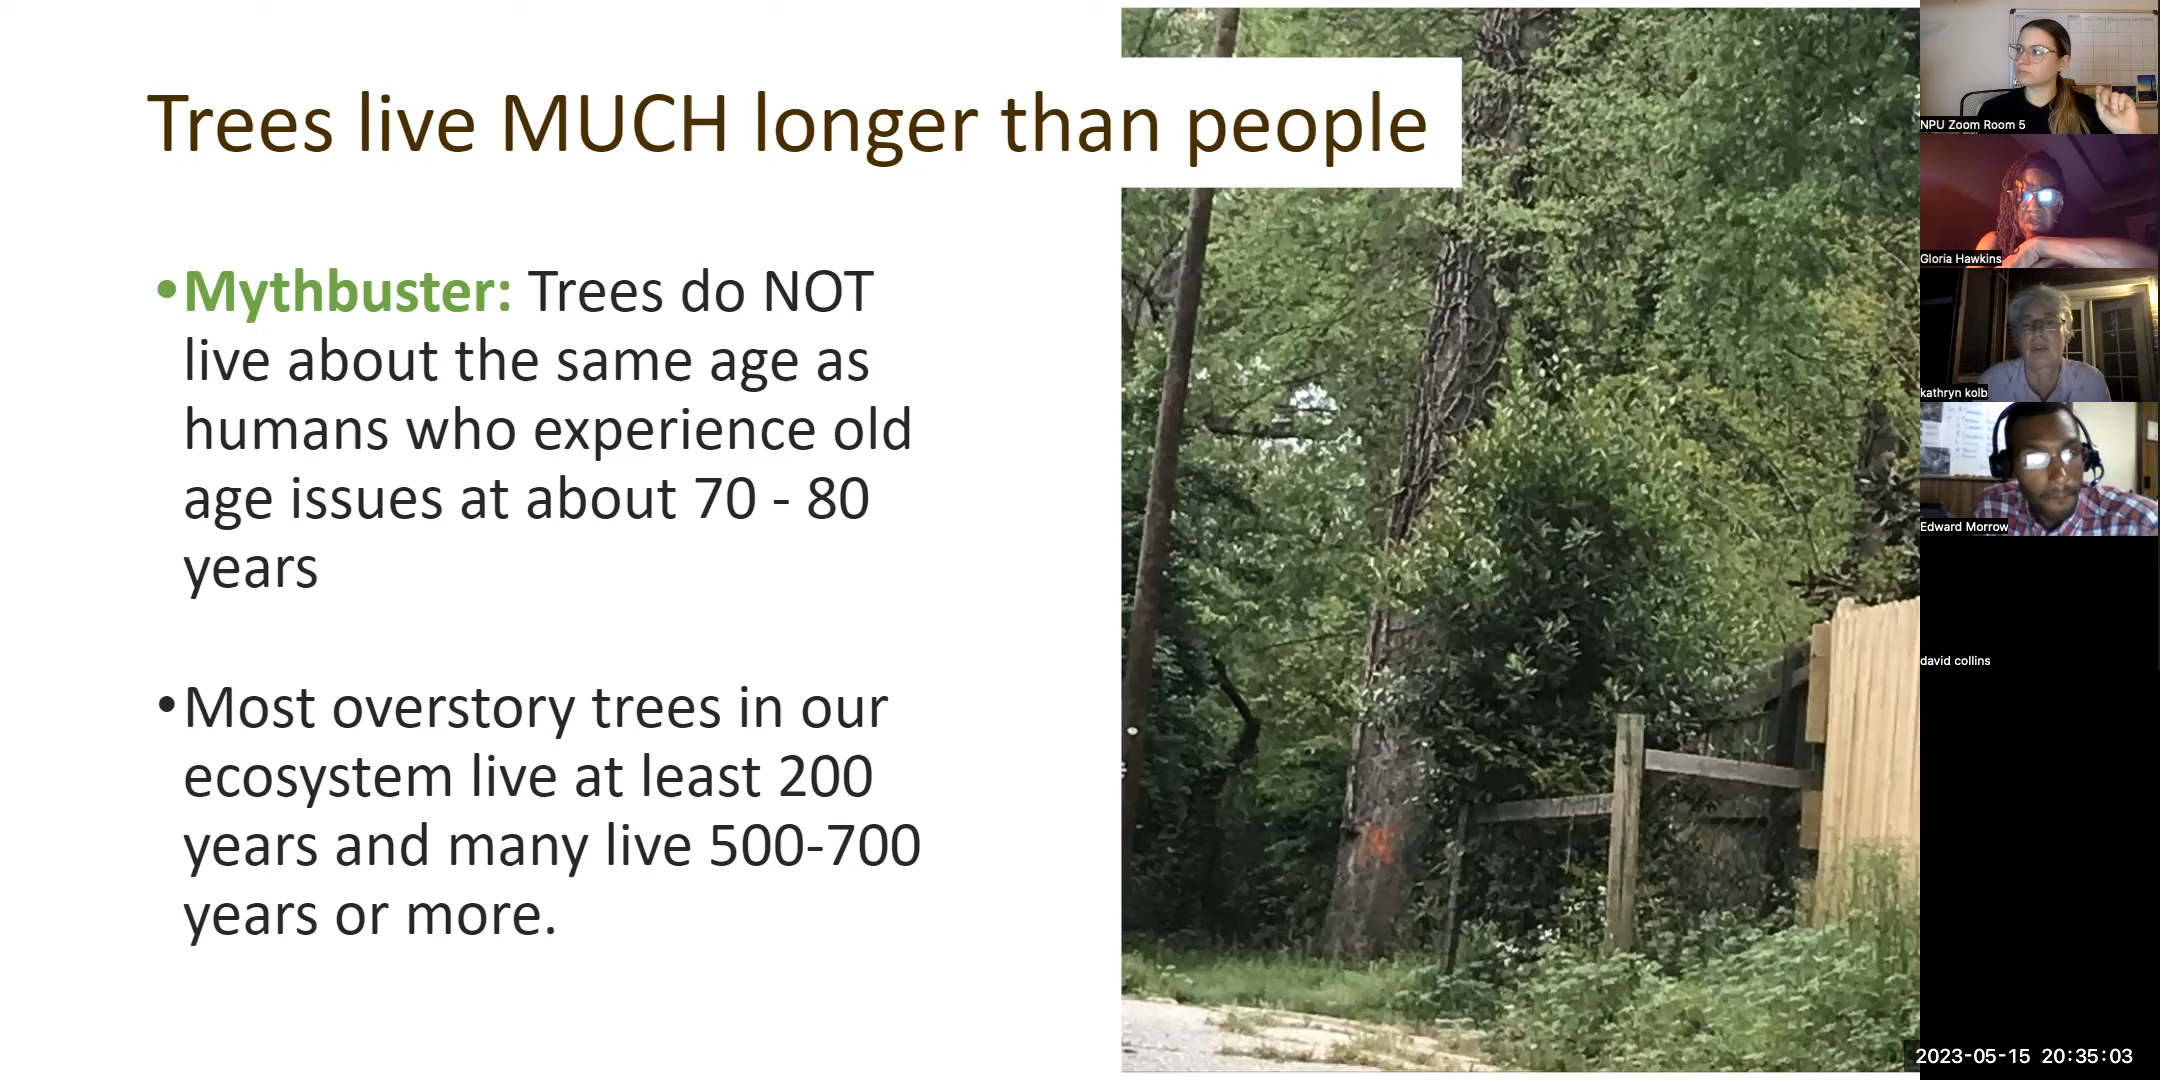 Trees live MUCH longer than people
•Mythbuster: Trees do NOT
live about the same age as
humans who experience old
age issues at about 70 - 80
years
•Most overstory trees in our
ecosystem live at least 200
years and many live 500-700
years or more.
NPU Zoom Room 5
Gloria Hawkins
kathryn kolb
Edward Morrow
david collins
2023-05-15 20:35:03